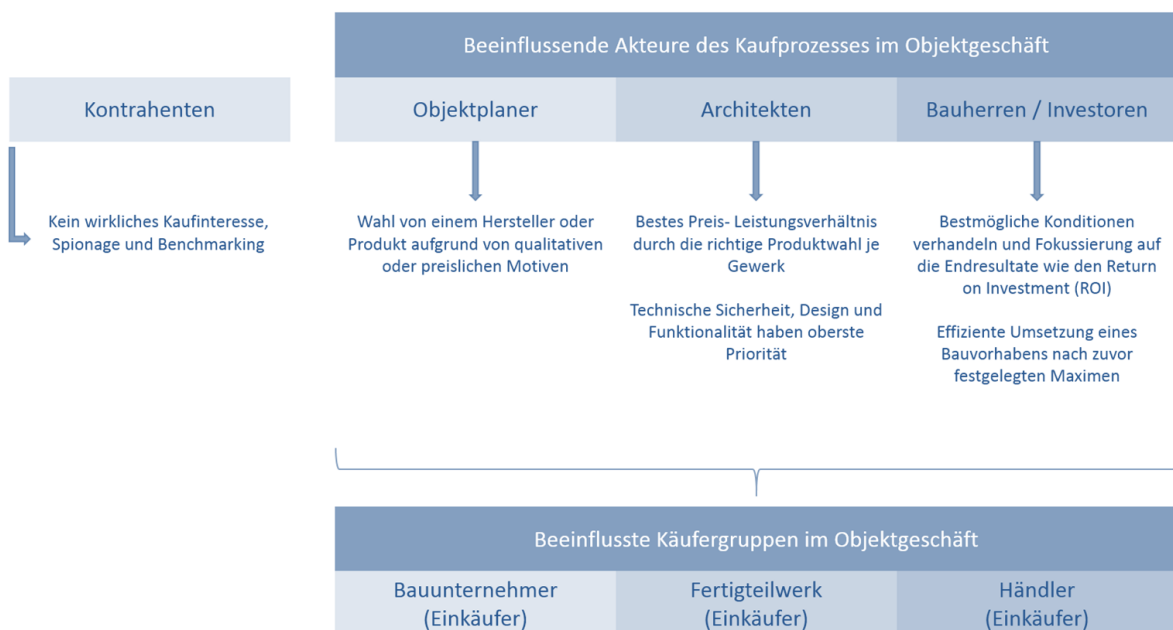 Beeinflussende Akteure des Kaufprozesses im Objektgeschäft
Kontrahenten
Objektplaner
Architekten
Bauherren / Investoren
Kein wirkliches Kaufinteresse,
Spionage und Benchmarking
Wahl von einem Hersteller oder
Produkt aufgrund von qualitativen
oder preislichen Motiven
Bestes Preis- Leistungsverhältnis
durch die richtige Produktwahl je
Gewerk
Technische Sicherheit, Design und
Funktionalität haben oberste
Priorität
Bestmögliche Konditionen
verhandeln und Fokussierung auf
die Endresultate wie den Return
on Investment (ROI)
Effiziente Umsetzung eines
Bauvorhabens nach zuvor
festgelegten Maximen
Beeinflusste Käufergruppen im Objektgeschäft
Bauunternehmer
(Einkäufer)
Fertigteilwerk
(Einkäufer)
Händler
(Einkäufer)